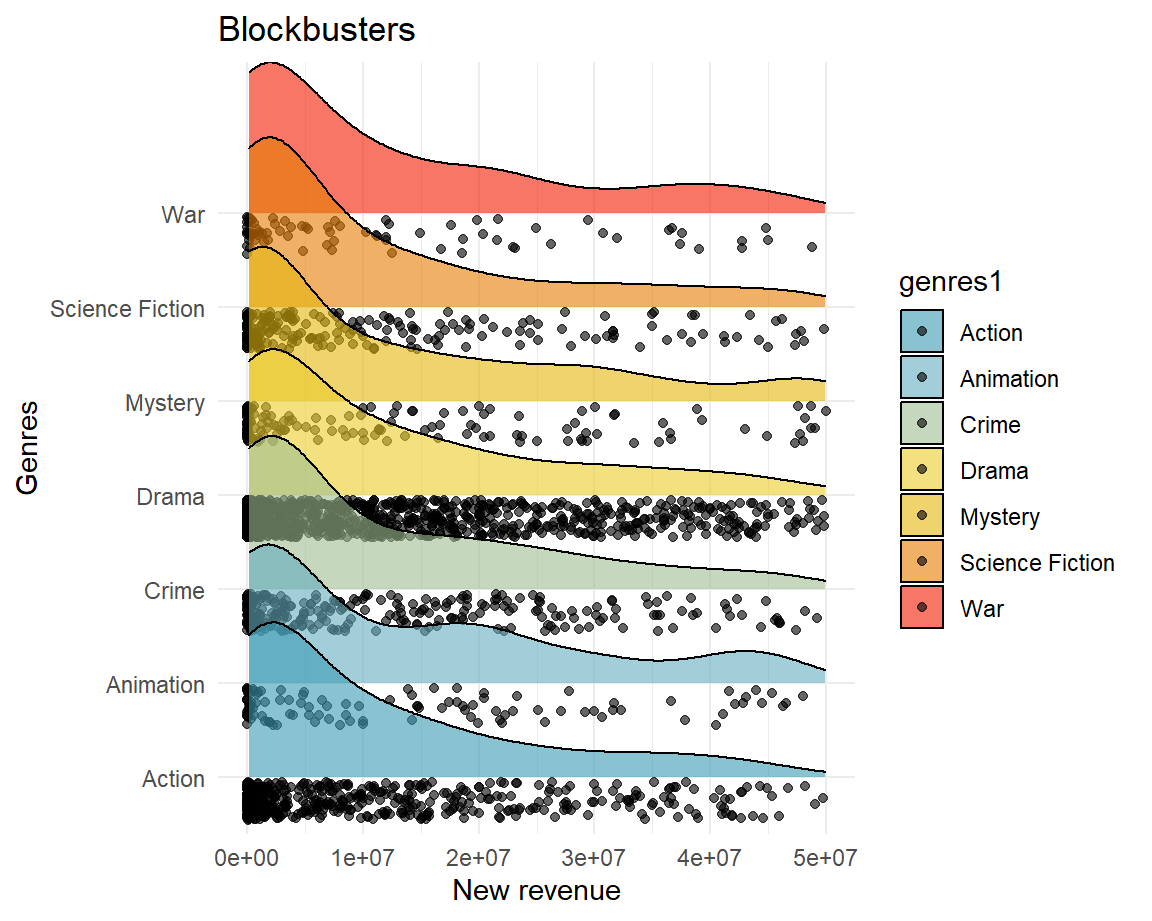 Blockbusters
Genres
War
Science Fiction
Mystery
Drama
Crime
Animation
Action
0e+00 1e+07 2e+07 3e+07 4e+07 5e+07
New revenue
genres1
Action
Animation
Crime
Drama
Mystery
Science Fiction
War